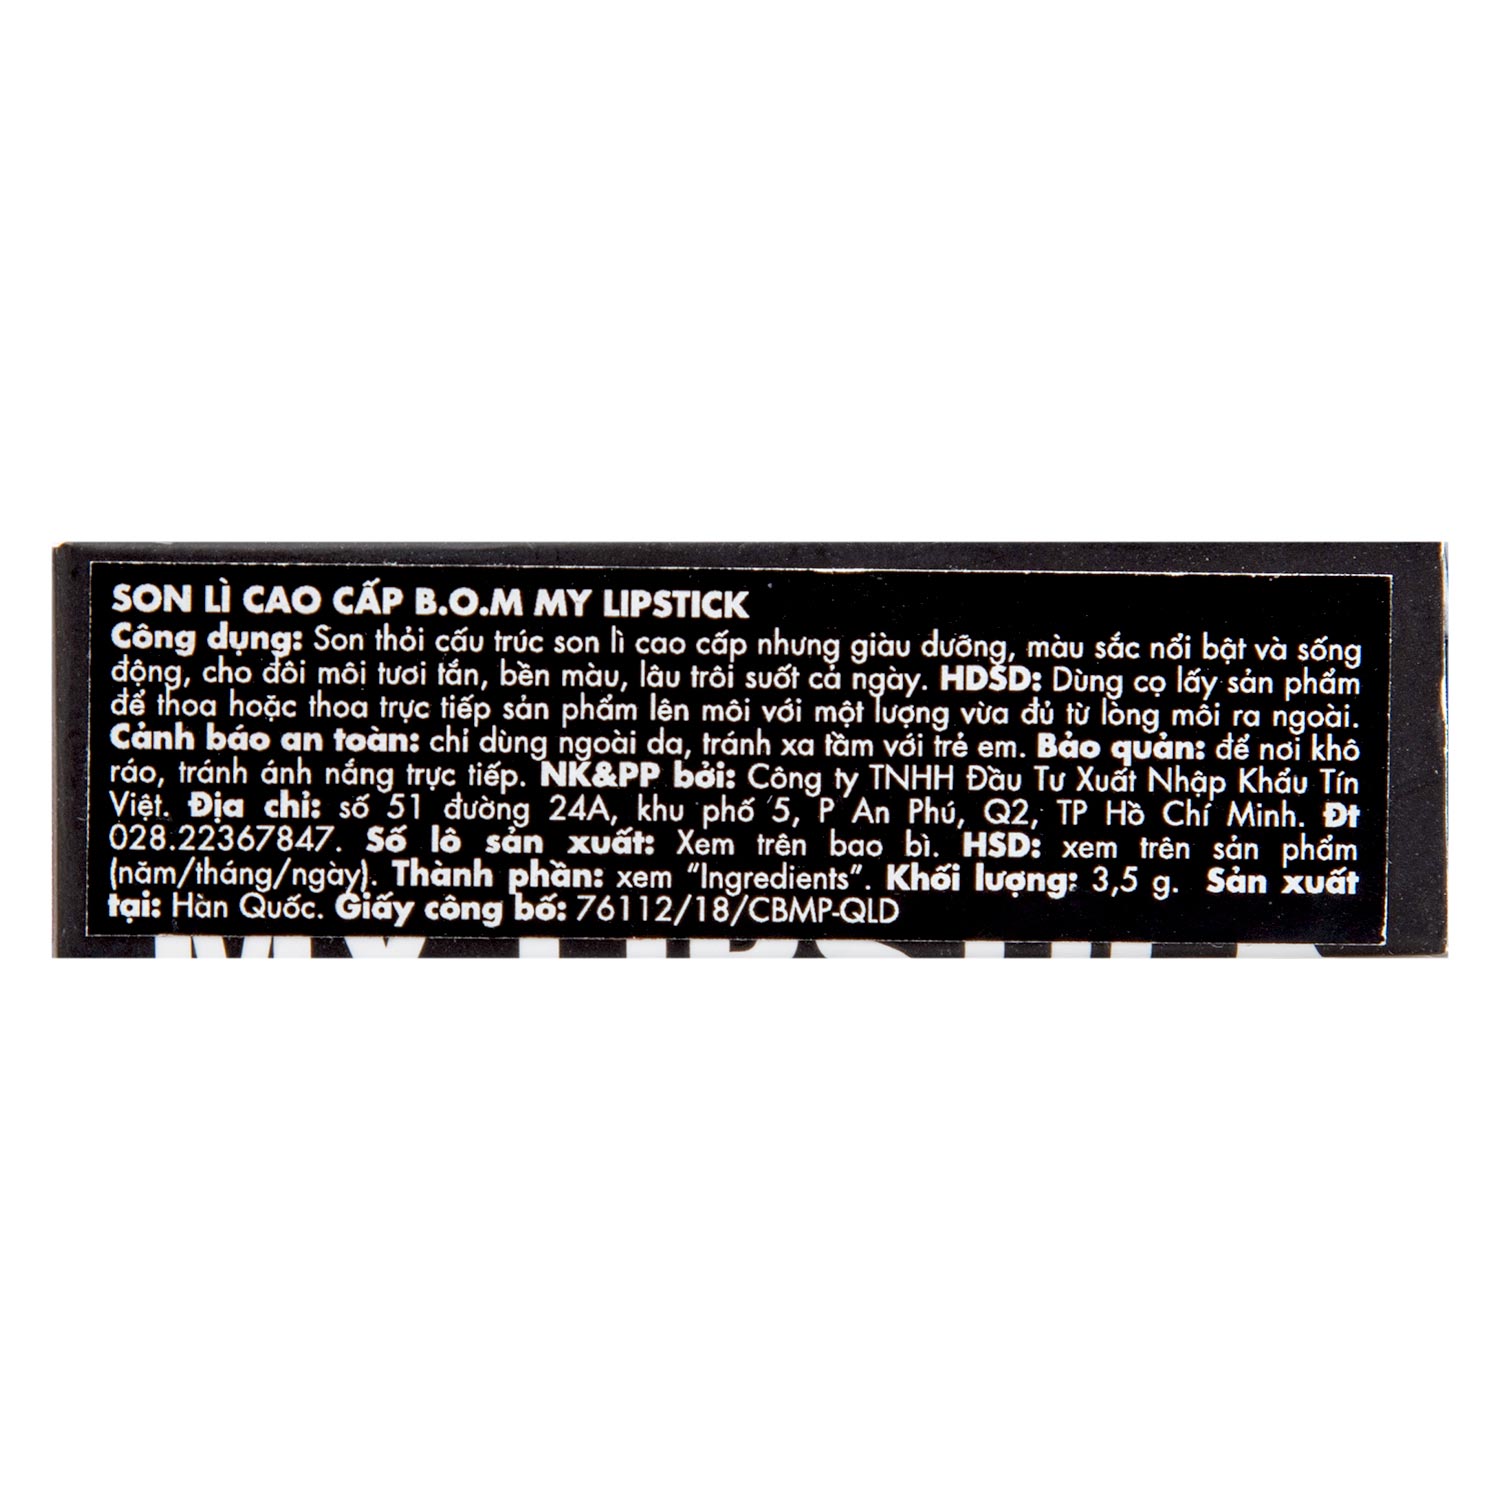 SON LÌ CAO CẤP B.O.M MY LIPSTICK
Công dụng: Son thỏi cấu trúc son lì cao cấp nhưng giàu dưỡng, màu sắc nổi bật và sống
động, cho đôi môi tươi tắn, bền màu, lâu trôi suốt cả ngày. HDSD: Dùng cọ lấy sản phẩm
để thoa hoặc thoa trực tiếp sản phẩm lên môi với một lượng vừa đủ từ lòng môi ra ngoài.
Cảnh báo an toàn: chỉ dùng ngoài da, tránh xa tầm với trẻ em. Bảo quản: để nơi khô
ráo, tránh ánh nắng trực tiếp. NK&PP bởi: Công ty TNHH Đầu Tư Xuất Nhập Khẩu Tín
Việt. Địa chỉ: số 51 đường 24A, khu phố 5, P An Phú, Q2, TP Hồ Chí Minh. Đt
028.22367847. Số lô sản xuất: Xem trên bao bì. HSD: xem trên sản phẩm
(năm/tháng/ngày). Thành phần: xem "Ingredients". Khối lượng: 3,5 g. Sản xuất
tại: Hàn Quốc. Giấy công bố: 76112/18/CBMP-QLD